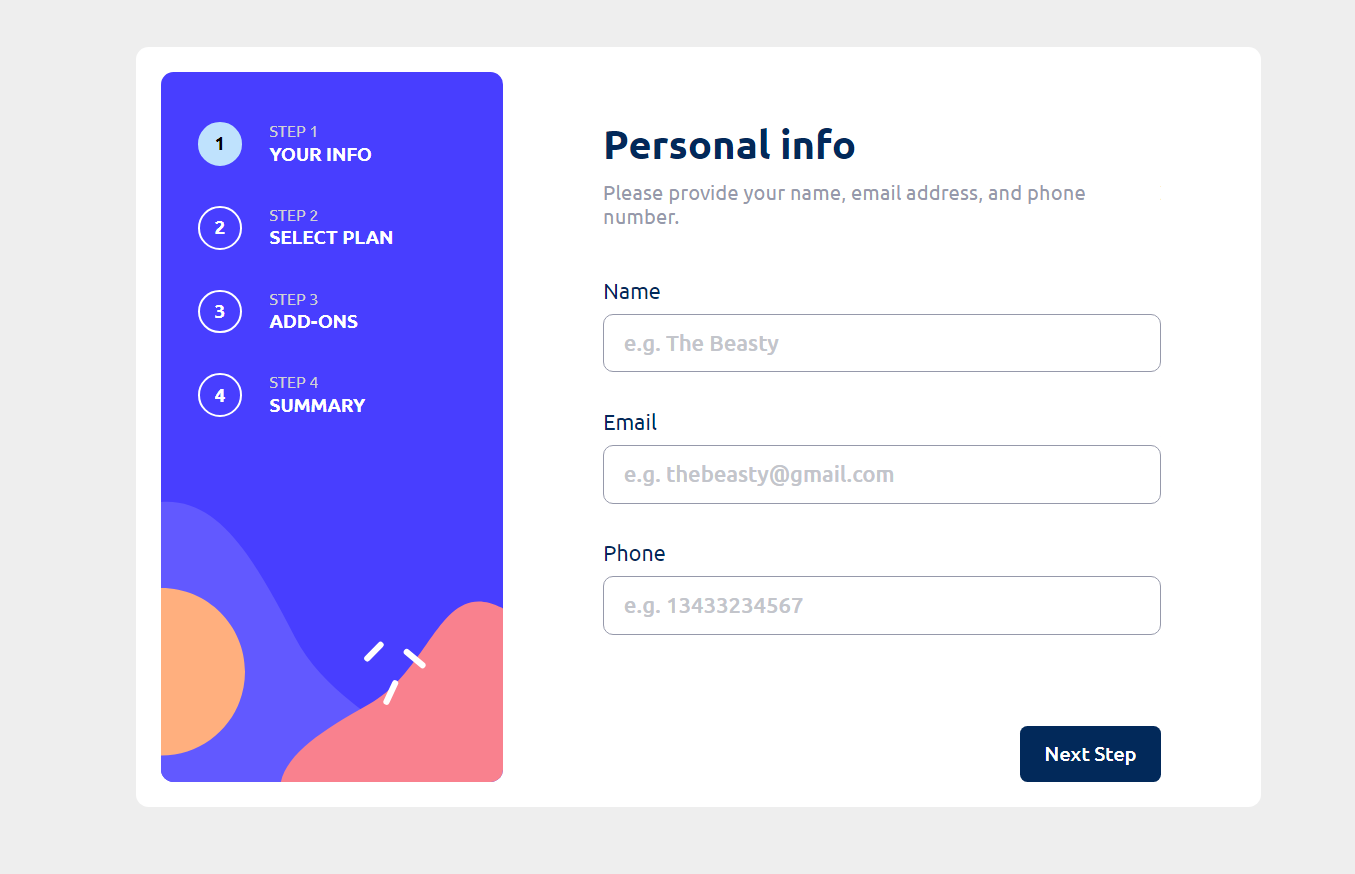 1
STEP 1
YOUR INFO
2
STEP 2
SELECT PLAN
3
STEP 3
ADD-ONS
4
STEP 4
SUMMARY
Personal info
Please provide your name, email address, and phone
number.
Name
e.g. The Beasty
Email
e.g. thebeasty@gmail.com
Phone
e.g. 13433234567
Next Step